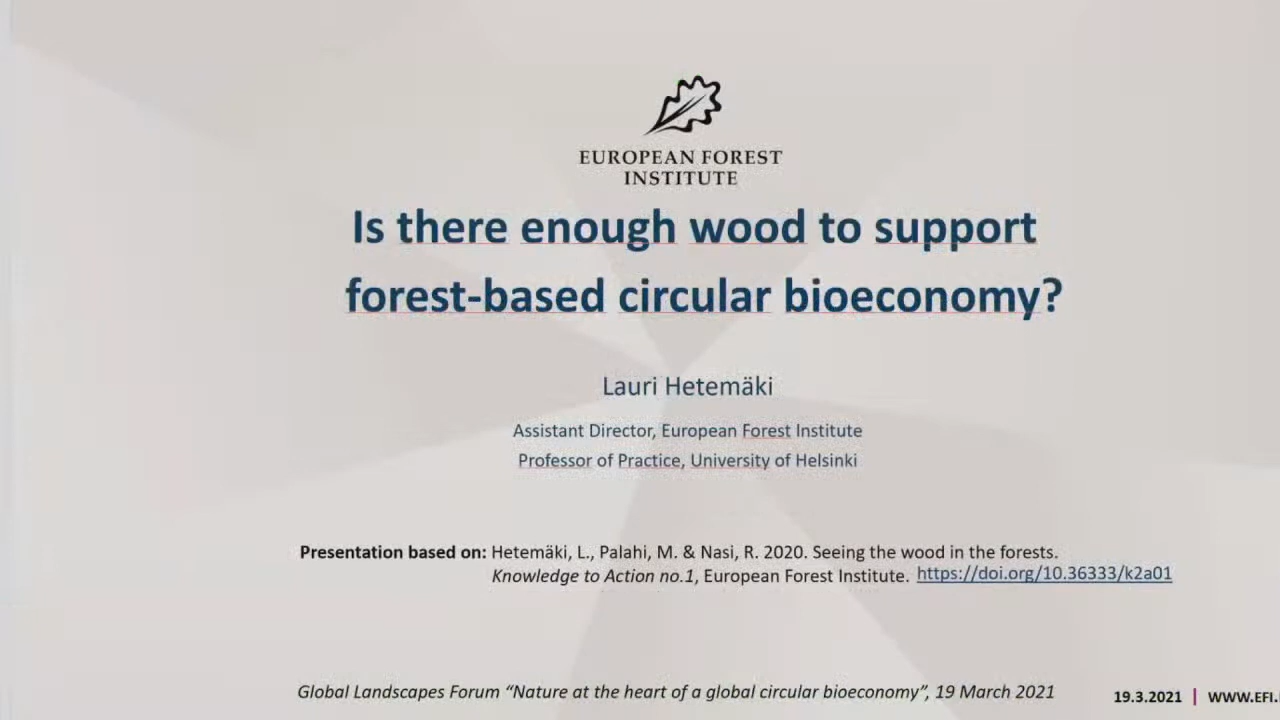 EUROPEAN FOREST
INSTITUTE
Is there enough wood to support
forest-based circular bioeconomy?
Lauri Hetemäki
Assistant Director, European Forest Institute
Professor of Practice, University of Helsinki
Presentation based on: Hetemäki, L., Palahi, M. & Nasi, R. 2020. Seeing the wood in the forests.
Knowledge to Action no.1, European Forest Institute. https://doi.org/10.36333/k2a01
Global Landscapes Forum “Nature at the heart of a global circular bioeconomy”, 19 March 2021
19.3.2021 | WWW.EFI.